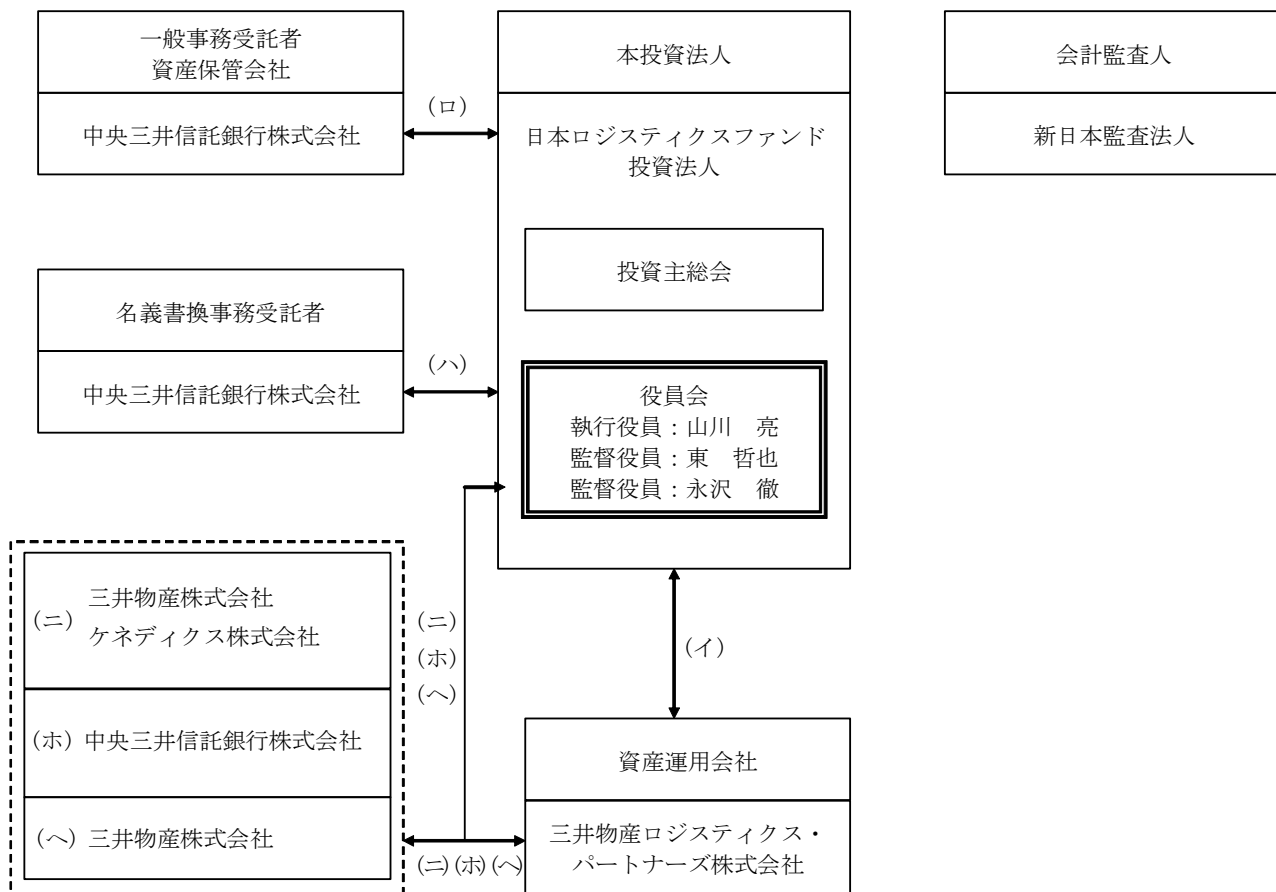 一般事務受託者
資産保管会社
中央三井信託銀行株式会社
(ロ)
本投資法人
日本ロジスティクスファンド
投資法人
投資主総会
会計監査人
新日本監査法人
名義書換事務受託者
中央三井信託銀行株式会社
(ハ)
役員会
執行役員：山川　亮
監督役員：東　哲也
監督役員：永沢　徹
(ニ) 三井物産株式会社
ケネディクス株式会社
(ホ) 中央三井信託銀行株式会社
(ヘ) 三井物産株式会社
(ニ)
(ホ)
(ヘ)
(イ)
(ニ)(ホ)(ヘ)
資産運用会社
三井物産ロジスティクス・
パートナーズ株式会社